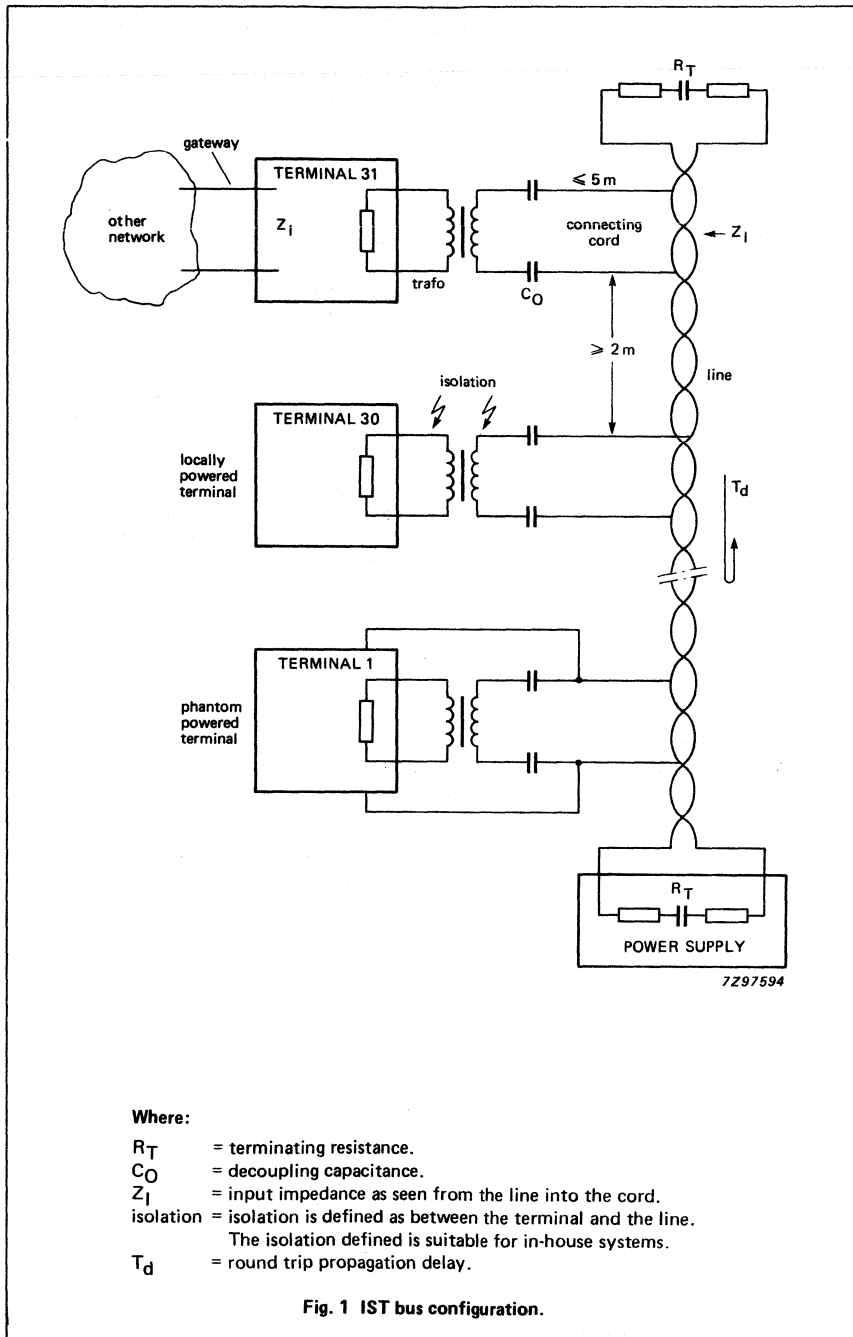 R_T
gateway
TERMINAL 31
≤ 5 m
other
network
Z_i
connecting
cord
Z_I
trafo
C_O
≥ 2 m
isolation
line
TERMINAL 30
locally
powered
terminal
T_d
TERMINAL 1
phantom
powered
terminal
R_T
POWER SUPPLY
7Z97594
Where:
R_T = terminating resistance.
C_O = decoupling capacitance.
Z_I = input impedance as seen from the line into the cord.
isolation = isolation is defined as between the terminal and the line.
The isolation defined is suitable for in-house systems.
T_d = round trip propagation delay.
Fig. 1 IST bus configuration.